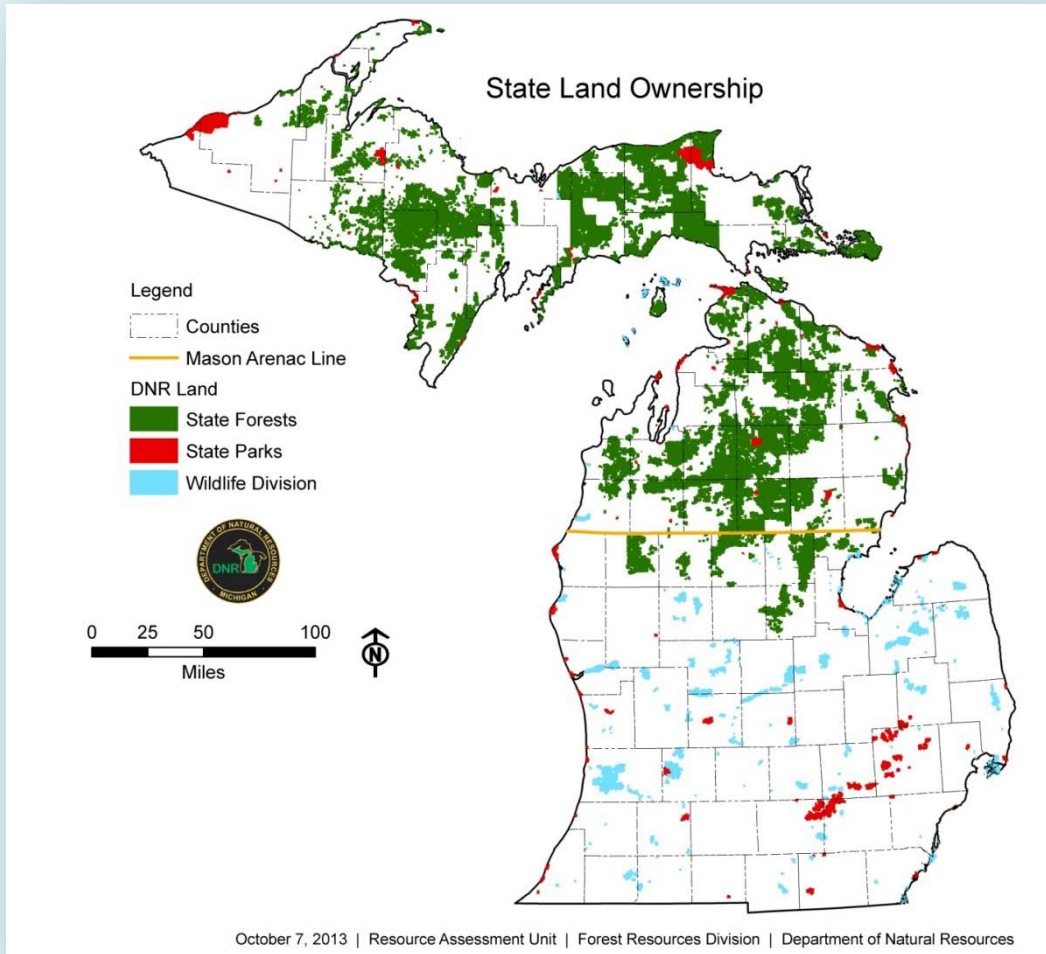 State Land Ownership
Legend
Counties
Mason Arenac Line
DNR Land
State Forests
State Parks
Wildlife Division
DEPARTMENT OF NATURAL RESOURCES
DNR
MICHIGAN
0 25 50 100
Miles
N
October 7, 2013 | Resource Assessment Unit | Forest Resources Division | Department of Natural Resources